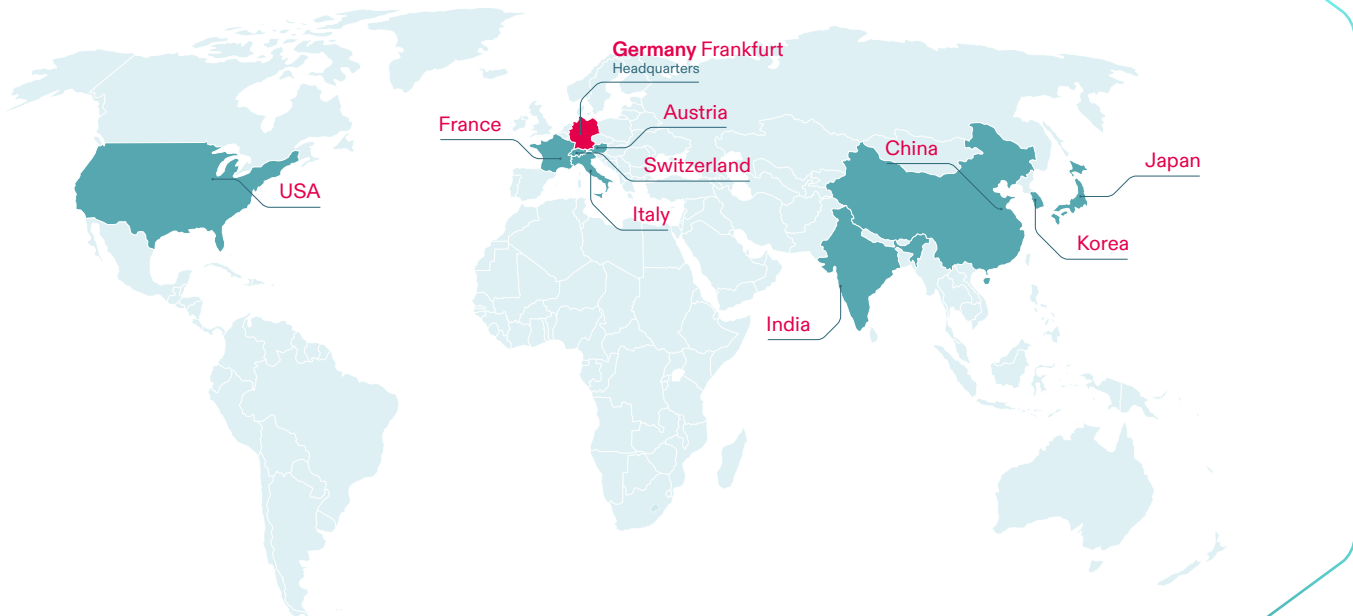 Germany Frankfurt
Headquarters
Austria
France
Switzerland
China
Japan
USA
Italy
Korea
India